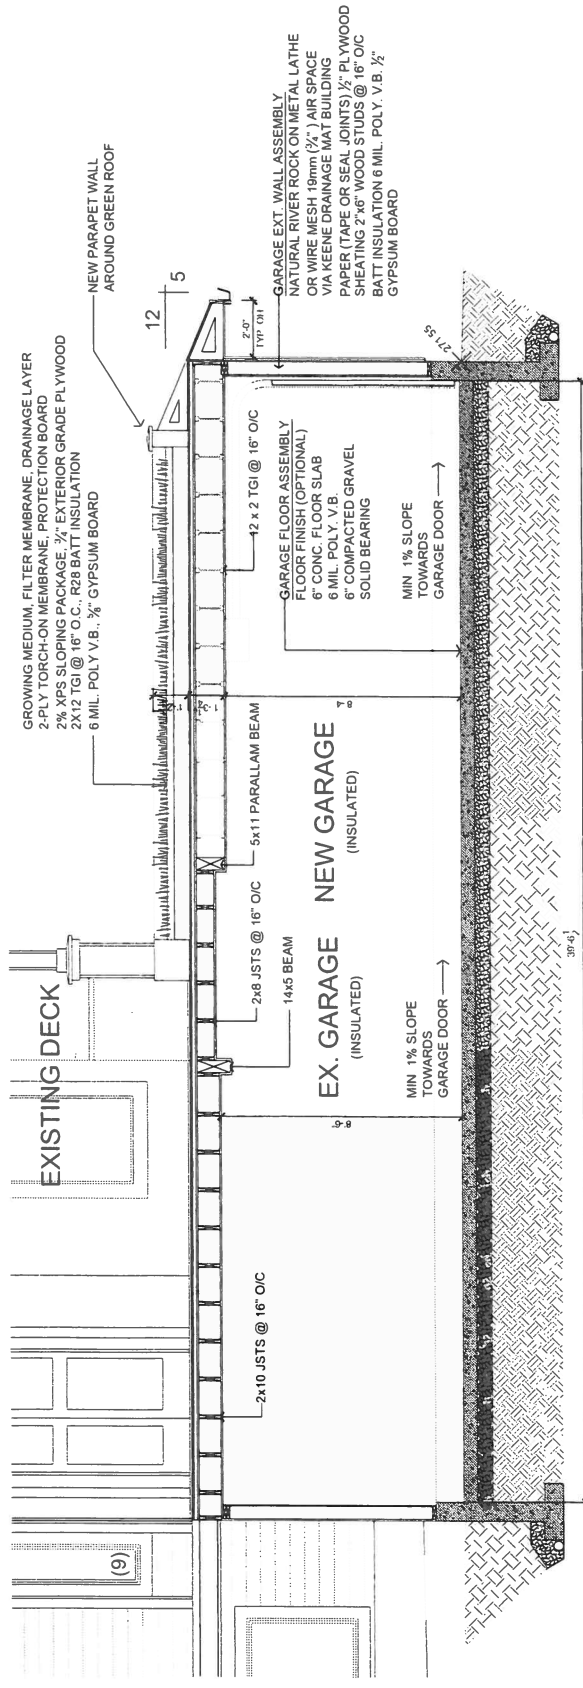 GROWING MEDIUM, FILTER MEMBRANE, DRAINAGE LAYER
2-PLY TORCH-ON MEMBRANE, PROTECTION BOARD
2% XPS SLOPING PACKAGE, ¾" EXTERIOR GRADE PLYWOOD
2X12 TGI @ 16" O.C., R28 BATT INSULATION
6 MIL. POLY V.B., ⅝" GYPSUM BOARD
NEW PARAPET WALL
AROUND GREEN ROOF
12
5
EXISTING DECK
(9)
2'-0"
TYP. OH
GARAGE EXT. WALL ASSEMBLY
NATURAL RIVER ROCK ON METAL LATHE
OR WIRE MESH 19mm (¾" ) AIR SPACE
VIA KEENE DRAINAGE MAT BUILDING
PAPER (TAPE OR SEAL JOINTS) ½" PLYWOOD
SHEATING 2"x6" WOOD STUDS @ 16" O/C
BATT INSULATION 6 MIL. POLY. V.B. ½"
GYPSUM BOARD
2x10 JSTS @ 16" O/C
2x8 JSTS @ 16" O/C
14x5 BEAM
5x11 PARALLAM BEAM
12 x 2 TGI @ 16" O/C
GARAGE FLOOR ASSEMBLY
FLOOR FINISH (OPTIONAL)
6" CONC. FLOOR SLAB
6 MIL. POLY. V.B.
6" COMPACTED GRAVEL
SOLID BEARING
EX. GARAGE
(INSULATED)
NEW GARAGE
(INSULATED)
8'-6"
8'-4
MIN 1% SLOPE
TOWARDS
GARAGE DOOR
MIN 1% SLOPE
TOWARDS
GARAGE DOOR
271.55
39'-6½"